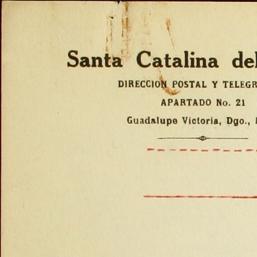 Santa Catalina del
DIRECCION POSTAL Y TELEGR
APARTADO No. 21
Guadalupe Victoria, Dgo.,